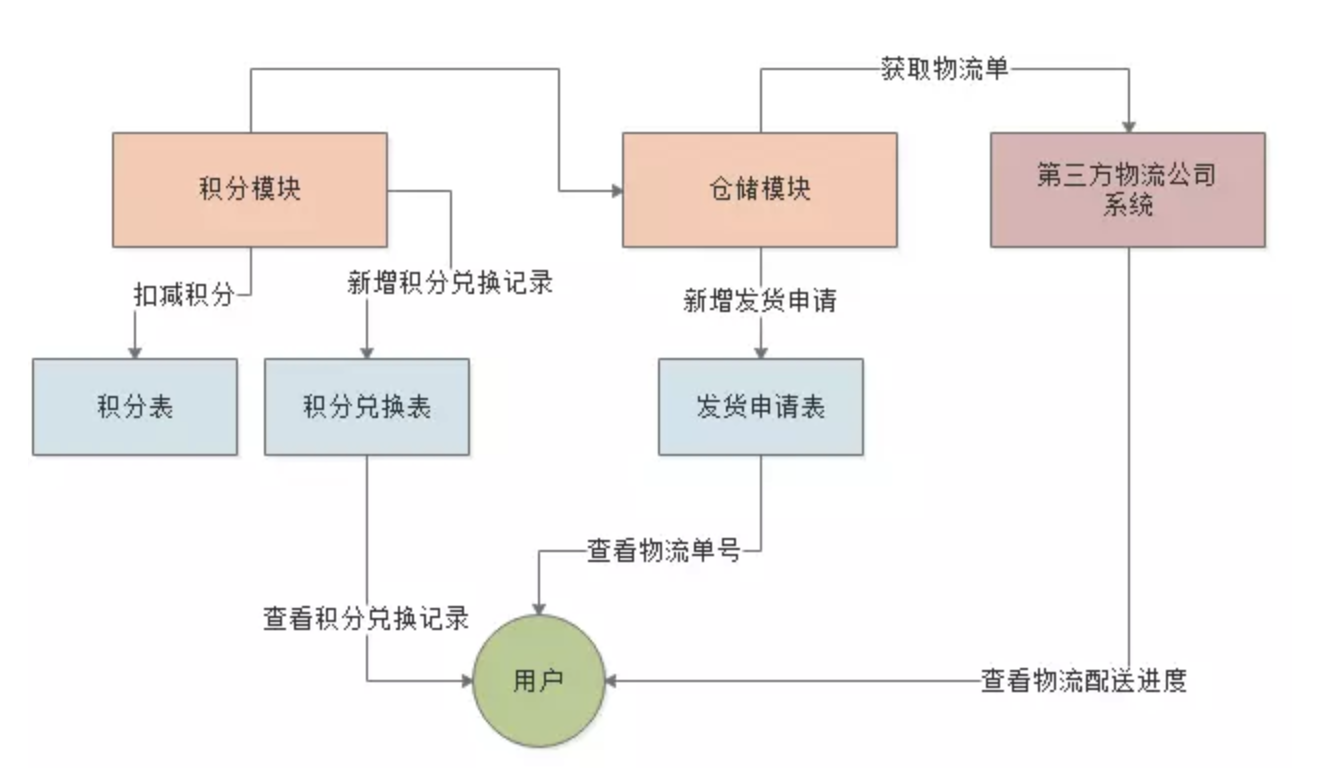 获取物流单
积分模块
仓储模块
第三方物流公司
系统
扣减积分
新增积分兑换记录
新增发货申请
积分表
积分兑换表
发货申请表
查看物流单号
查看积分兑换记录
用户
查看物流配送进度